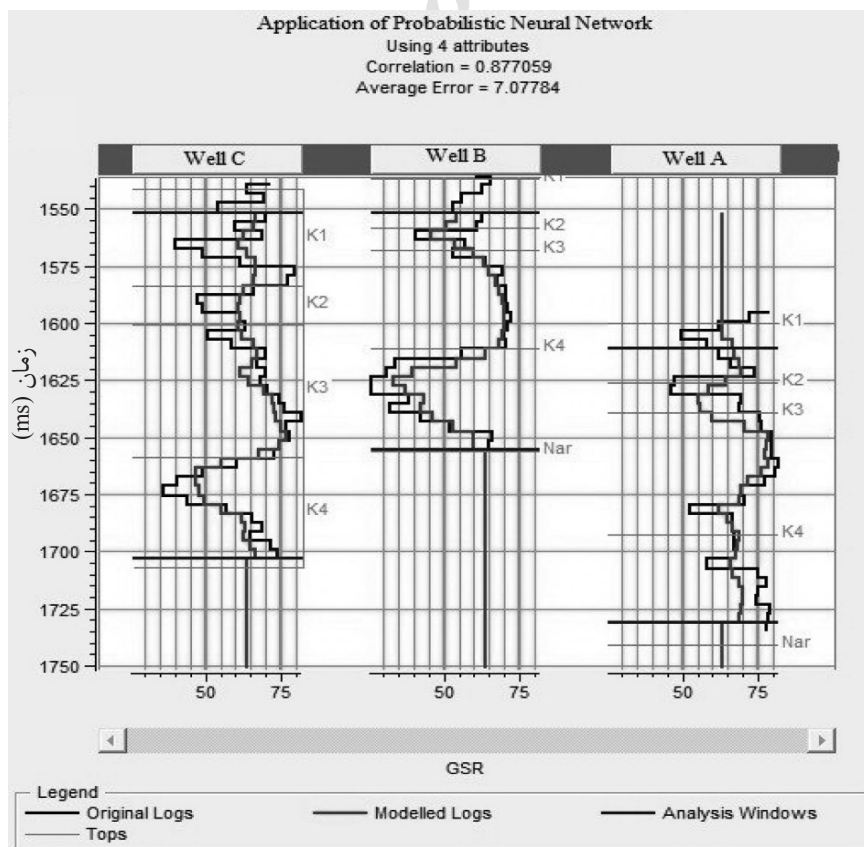 Application of Probabilistic Neural Network
Using 4 attributes
Correlation = 0.877059
Average Error = 7.07784
Well C
Well B
Well A
K1
1550
K2
K1
K3
1575
K2
1600
K1
K4
K2
1625
K3
K3
1650
Nar
1675
K4
K4
1700
1725
Nar
1750
زمان (ms)
50 75 50 75 50 75
GSR
Legend
Original Logs Modelled Logs Analysis Windows
Tops